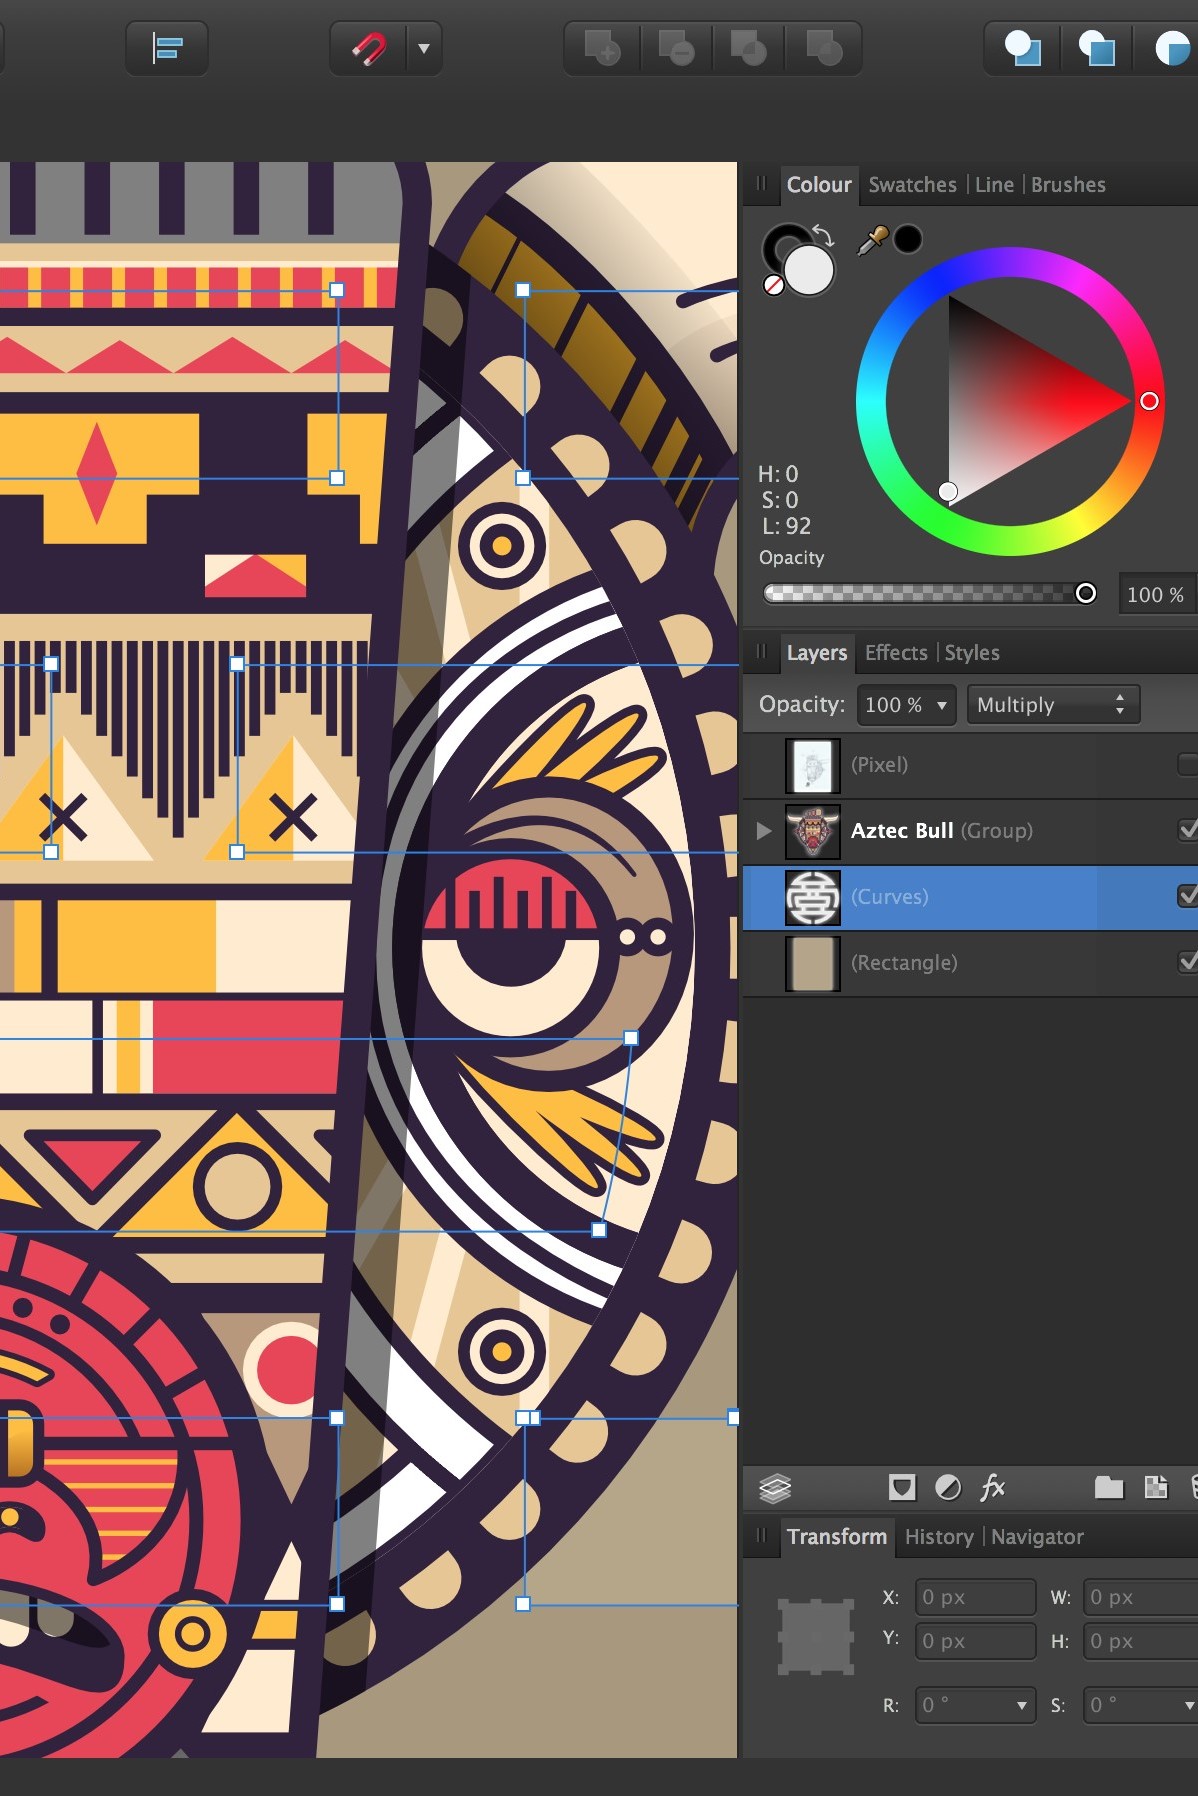 Colour Swatches | Line | Brushes
H: 0
S: 0
L: 92
Opacity
100 %
Layers Effects | Styles
Opacity: 100 % Multiply
(Pixel)
Aztec Bull (Group)
(Curves)
(Rectangle)
fx
Transform History | Navigator
X: 0 px W: 0 px
Y: 0 px H: 0 px
R: 0 ° S: 0 °